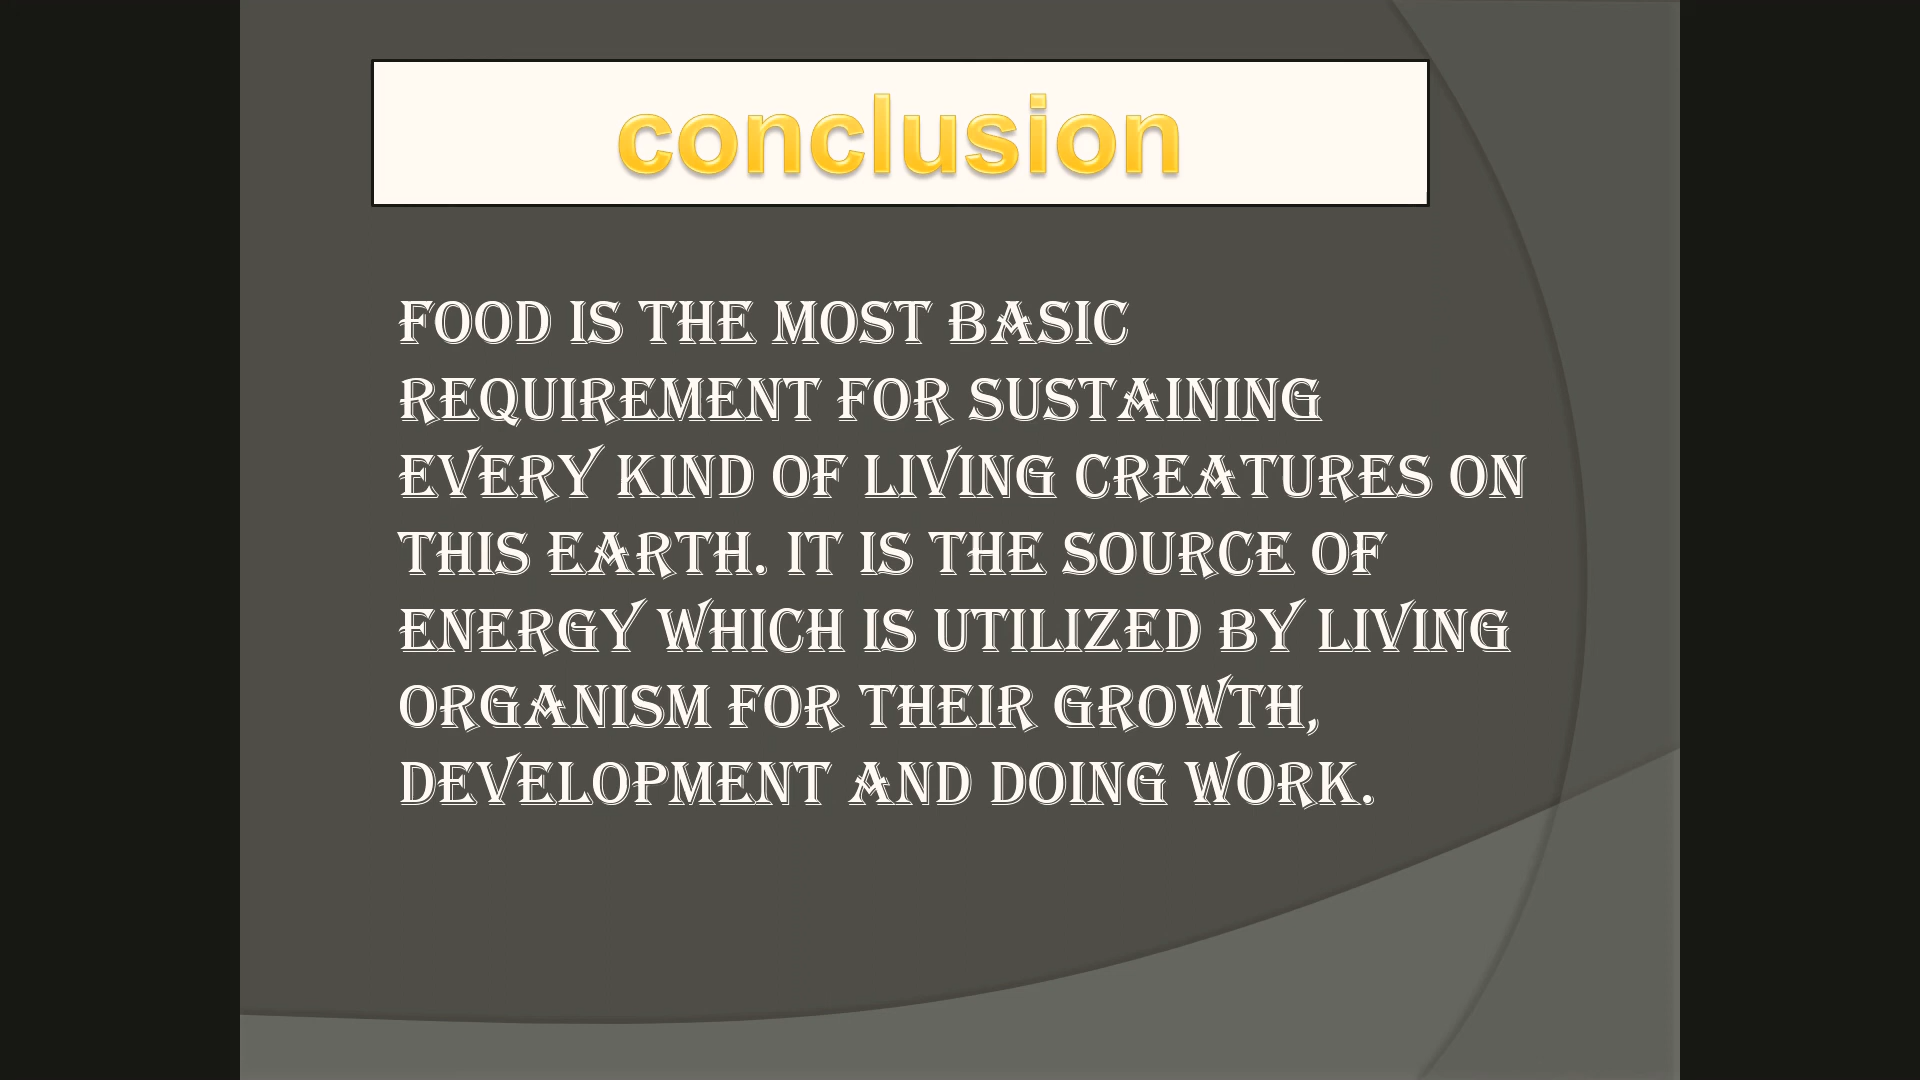 conclusion
FOOD IS THE MOST BASIC
REQUIREMENT FOR SUSTAINING
EVERY KIND OF LIVING CREATURES ON
THIS EARTH. IT IS THE SOURCE OF
ENERGY WHICH IS UTILIZED BY LIVING
ORGANISM FOR THEIR GROWTH,
DEVELOPMENT AND DOING WORK.